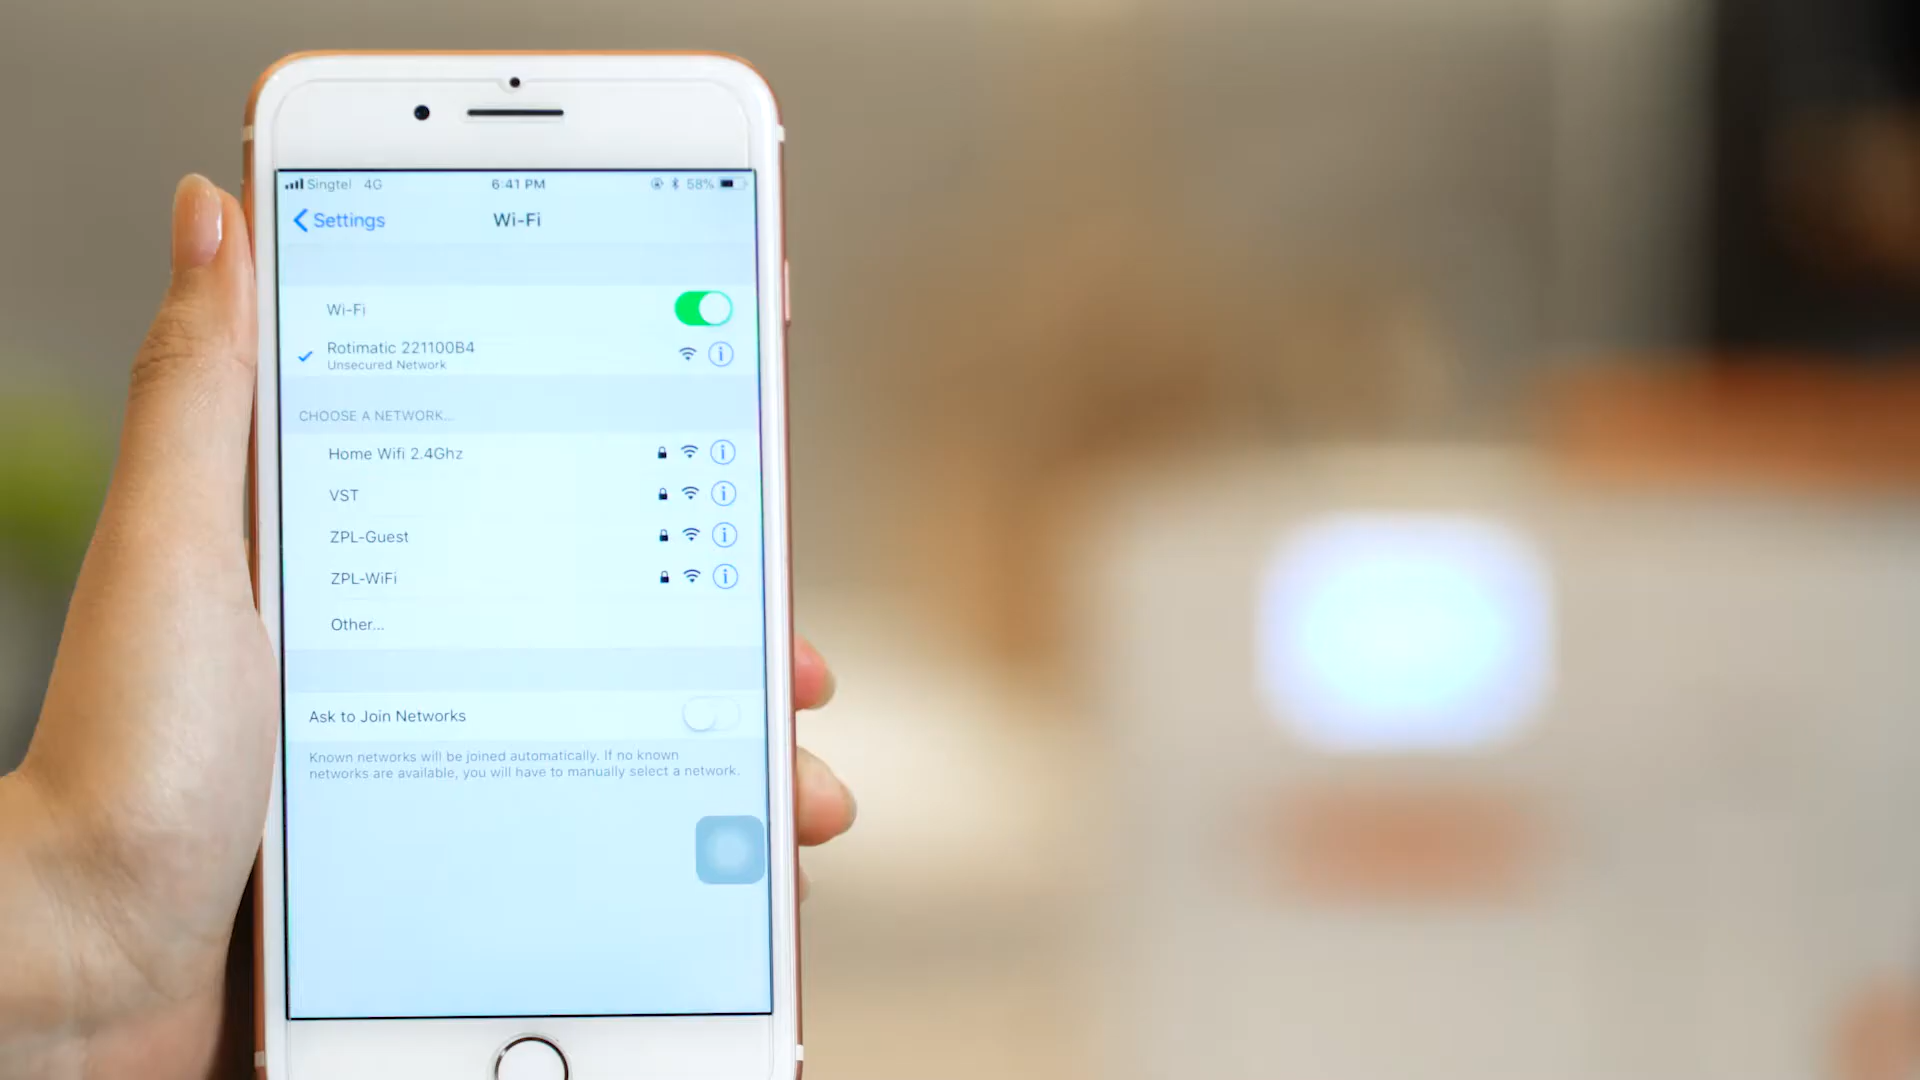 Singtel 4G 6:41 PM 58%
Settings Wi-Fi
Wi-Fi
Rotimatic 221100B4
Unsecured Network
CHOOSE A NETWORK...
Home Wifi 2.4Ghz
VST
ZPL-Guest
ZPL-WiFi
Other...
Ask to Join Networks
Known networks will be joined automatically. If no known
networks are available, you will have to manually select a network.